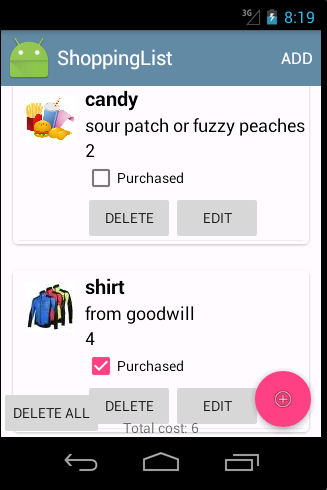 3G 8:19
ShoppingList ADD
candy
sour patch or fuzzy peaches
2
Purchased
DELETE EDIT
shirt
from goodwill
4
Purchased
DELETE ALL DELETE EDIT
Total cost: 6